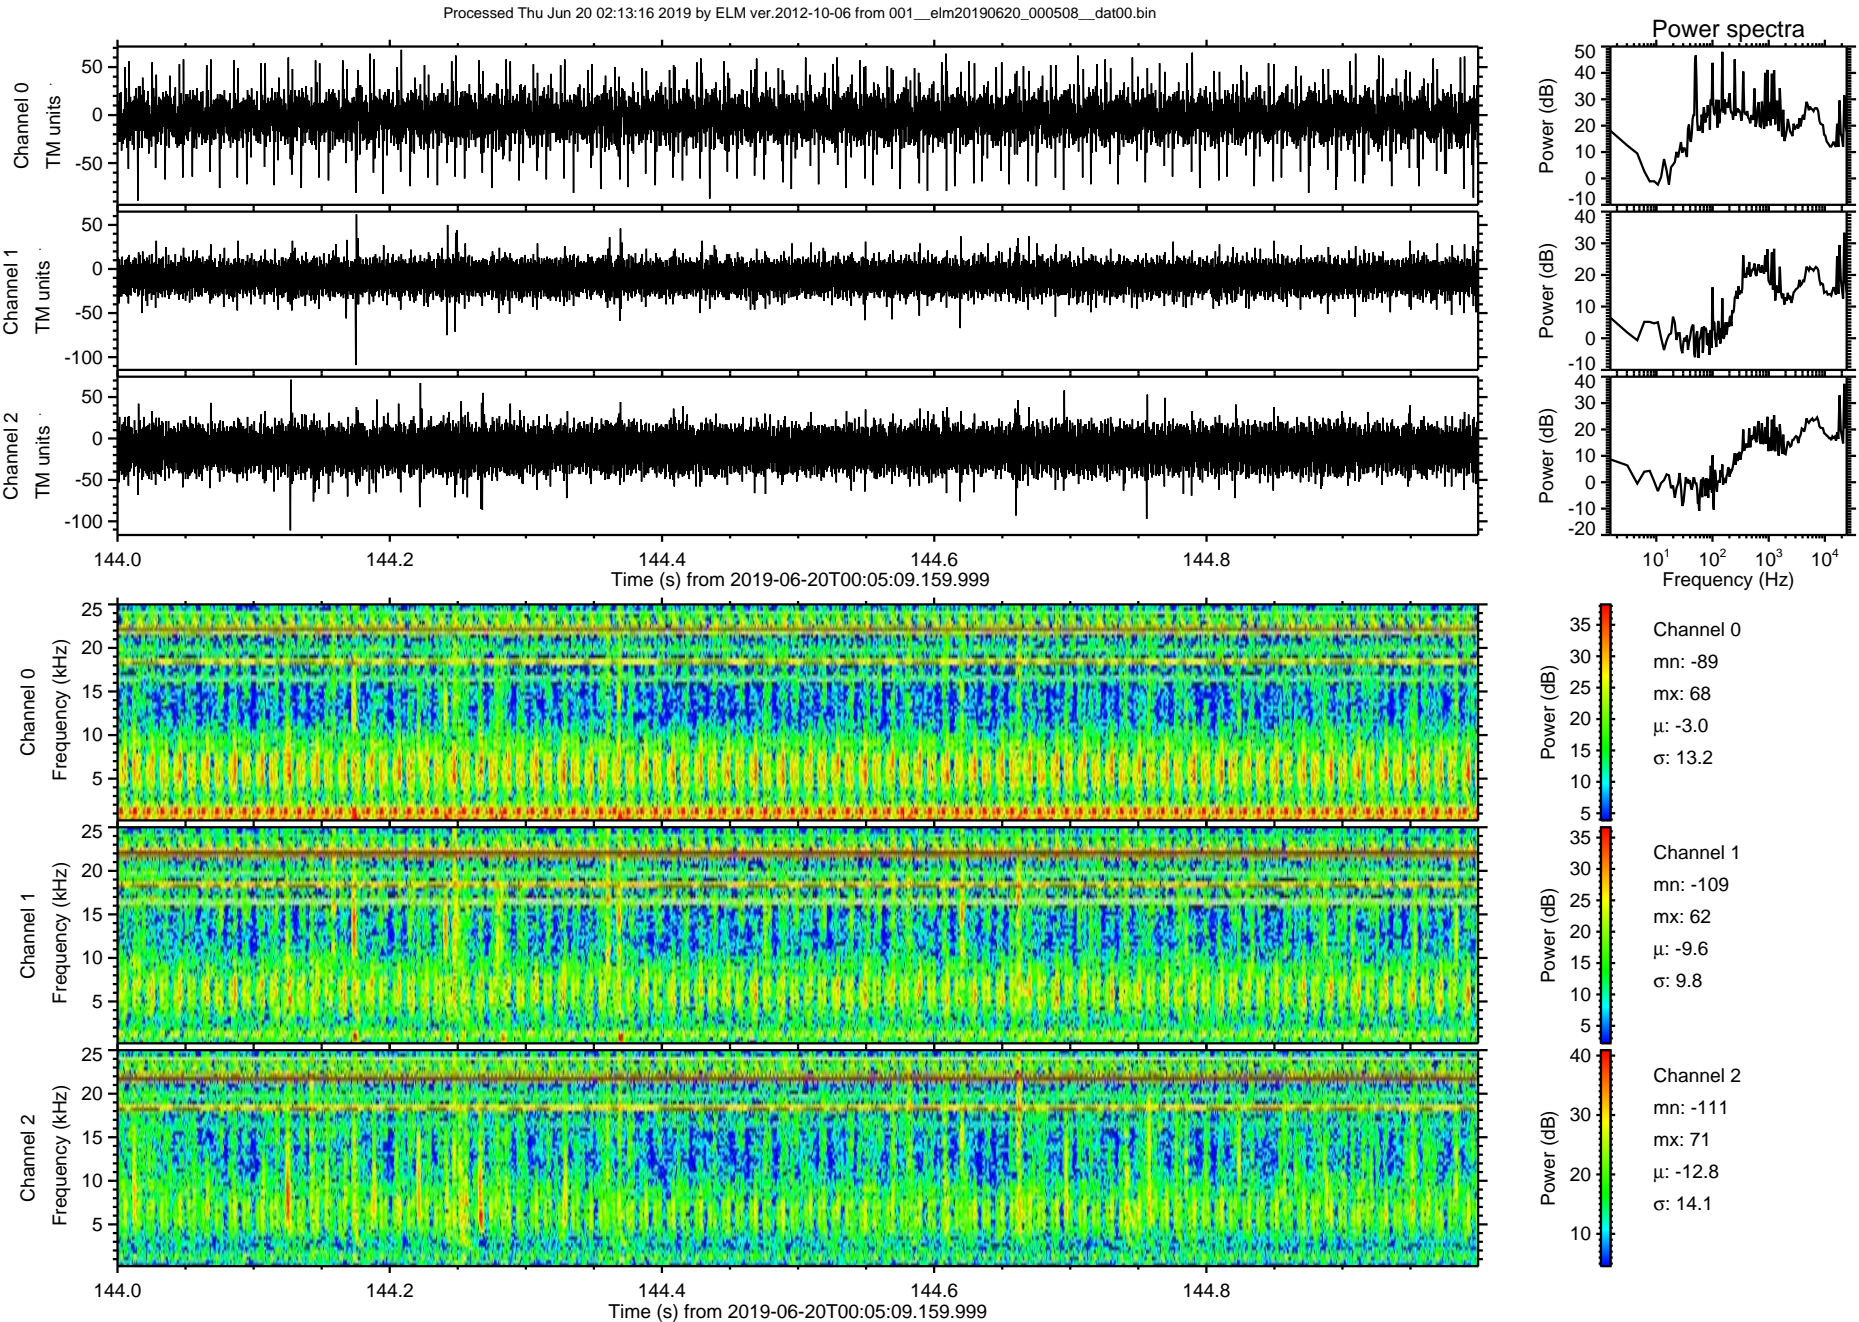 Processed Thu Jun 20 02:13:16 2019 by ELM ver.2012-10-06 from 001__elm20190620_000508__dat00.bin
Power spectra
Channel 0
TM units
50
0
-50
Power (dB)
50
40
30
20
10
0
-10
Channel 1
TM units
50
0
-50
-100
Power (dB)
40
30
20
10
0
-10
Channel 2
TM units
50
0
-50
-100
Power (dB)
40
30
20
10
0
-10
-20
144.0 144.2 144.4 144.6 144.8
Time (s) from 2019-06-20T00:05:09.159.999
10^1 10^2 10^3 10^4
Frequency (Hz)
Channel 0
Frequency (kHz)
25
20
15
10
5
Power (dB)
35
30
25
20
15
10
5
Channel 0
mn: -89
mx: 68
μ: -3.0
σ: 13.2
Channel 1
Frequency (kHz)
25
20
15
10
5
Power (dB)
35
30
25
20
15
10
5
Channel 1
mn: -109
mx: 62
μ: -9.6
σ: 9.8
Channel 2
Frequency (kHz)
25
20
15
10
5
Power (dB)
40
30
20
10
Channel 2
mn: -111
mx: 71
μ: -12.8
σ: 14.1
144.0 144.2 144.4 144.6 144.8
Time (s) from 2019-06-20T00:05:09.159.999